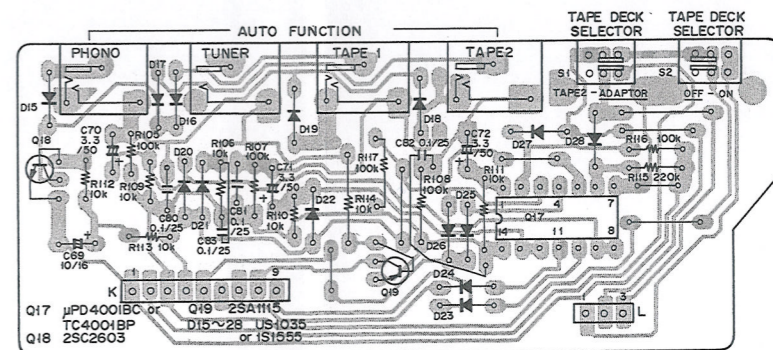 AUTO FUNCTION
TAPE DECK SELECTOR
TAPE DECK SELECTOR
PHONO
TUNER
TAPE 1
TAPE2
S1
S2
TAPE2 - ADAPTOR
OFF - ON
D15
D17
D16
D19
D18
Q18
C70 3.3 /50
R105 100k
D20
R106 10k
R107 100k
C71 3.3 /50
R117 100k
C82 0.1/25
C72 3.3 /50
D27
D28
R116 100k
R115 220k
R112 10k
R109 10k
C80 0.1/25
D21
C81 0.1 /25
C83 0.1/25
R110 10k
D22
R114 10k
R108 100k
D25
R111 10k
1
4
7
Q17
14
11
8
C69 10/16
R113 10k
D26
Q19
D24
D23
K
1
9
1
3
L
Q17 μPD4001BC or TC4001BP
Q18 2SC2603
Q19 2SA1115
D15~28 US1035 or 1S1555